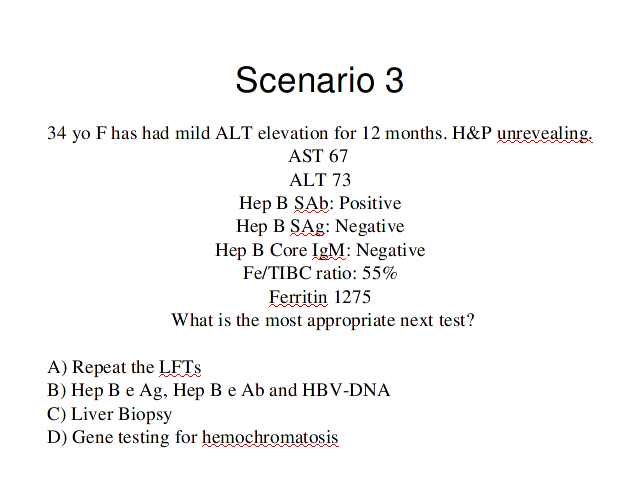 Scenario 3
34 yo F has had mild ALT elevation for 12 months. H&P unrevealing.
AST 67
ALT 73
Hep B SAb: Positive
Hep B SAg: Negative
Hep B Core IgM: Negative
Fe/TIBC ratio: 55%
Ferritin 1275
What is the most appropriate next test?
A) Repeat the LFTs
B) Hep B e Ag, Hep B e Ab and HBV-DNA
C) Liver Biopsy
D) Gene testing for hemochromatosis